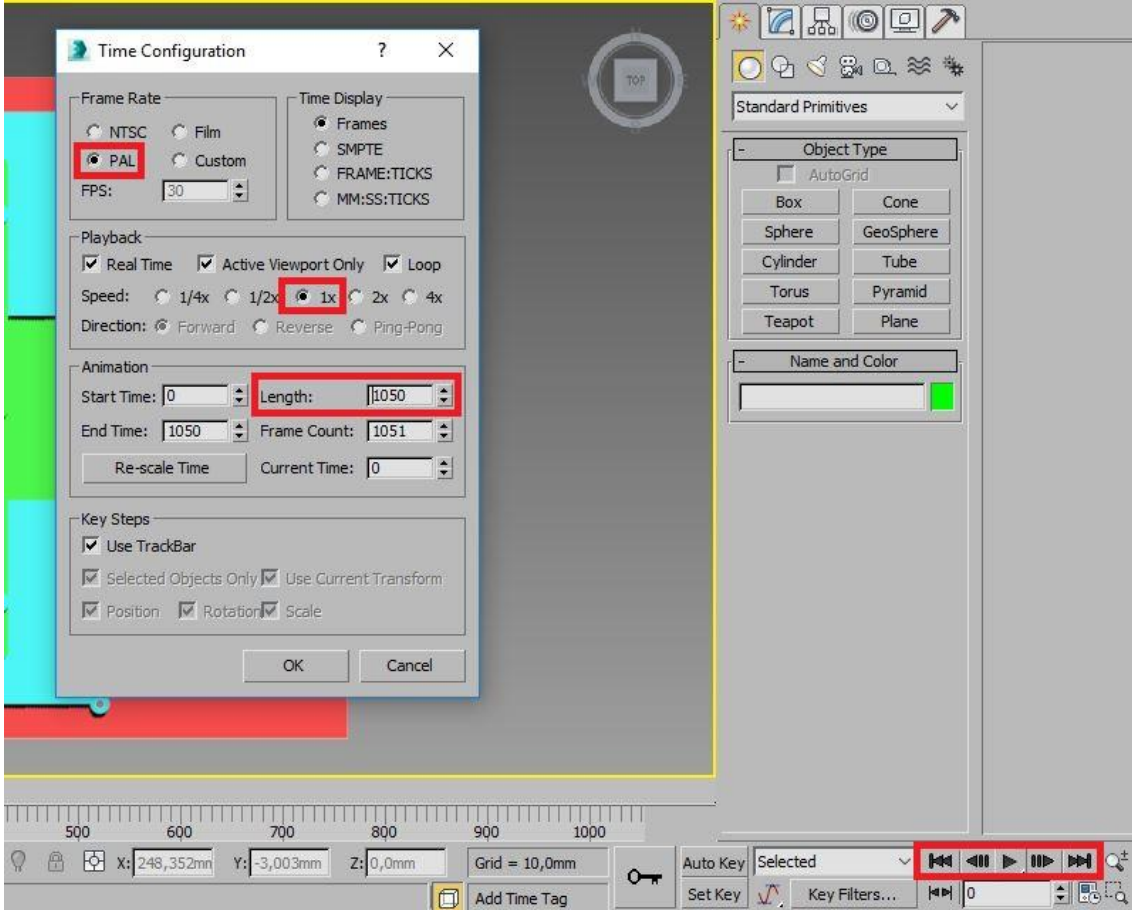 Time Configuration ? X
Frame Rate
NTSC Film
PAL Custom
FPS: 30
Time Display
Frames
SMPTE
FRAME:TICKS
MM:SS:TICKS
Playback
Real Time Active Viewport Only Loop
Speed: 1/4x 1/2x 1x 2x 4x
Direction: Forward Reverse Ping-Pong
Animation
Start Time: 0 Length: 1050
End Time: 1050 Frame Count: 1051
Re-scale Time Current Time: 0
Key Steps
Use TrackBar
Selected Objects Only Use Current Transform
Position Rotation Scale
OK Cancel
TOP
Standard Primitives
- Object Type
AutoGrid
Box Cone
Sphere GeoSphere
Cylinder Tube
Torus Pyramid
Teapot Plane
- Name and Color
500 600 700 800 900 1000
X: 248,352mm Y: -3,003mm Z: 0,0mm Grid = 10,0mm Auto Key Selected
Add Time Tag Set Key Key Filters... 0